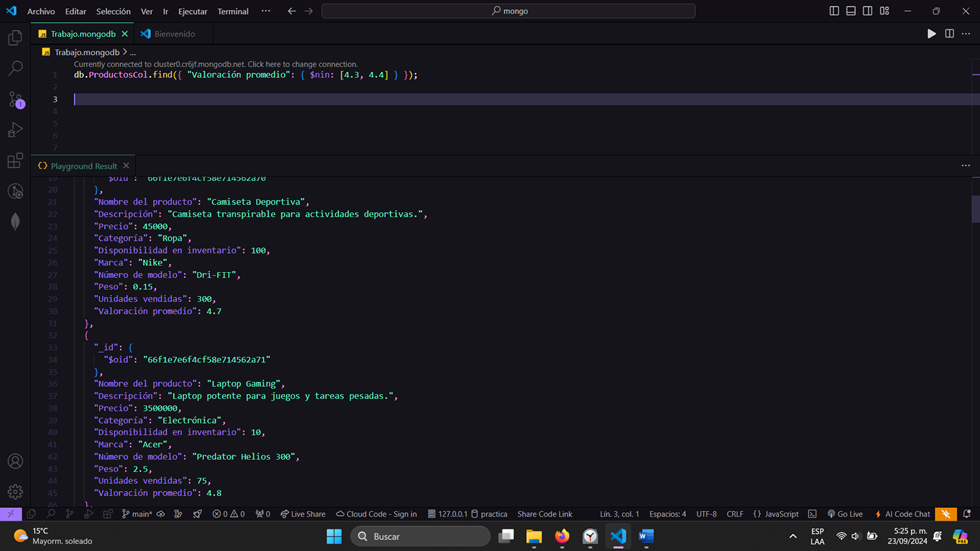 Archivo Editar Selección Ver Ir Ejecutar Terminal ··· mongo
Trabajo.mongodb Bienvenido
Trabajo.mongodb > ...
Currently connected to cluster0.cr6jf.mongodb.net. Click here to change connection.
1 db.ProductosCol.find({ "Valoración promedio": { $nin: [4.3, 4.4] } });
2
3
4
5
6
7
Playground Result
19 "$oid": "66f1e7e6f4cf58e714562a70"
20 },
21 "Nombre del producto": "Camiseta Deportiva",
22 "Descripción": "Camiseta transpirable para actividades deportivas.",
23 "Precio": 45000,
24 "Categoría": "Ropa",
25 "Disponibilidad en inventario": 100,
26 "Marca": "Nike",
27 "Número de modelo": "Dri-FIT",
28 "Peso": 0.15,
29 "Unidades vendidas": 300,
30 "Valoración promedio": 4.7
31 },
32 {
33 "_id": {
34 "$oid": "66f1e7e6f4cf58e714562a71"
35 },
36 "Nombre del producto": "Laptop Gaming",
37 "Descripción": "Laptop potente para juegos y tareas pesadas.",
38 "Precio": 3500000,
39 "Categoría": "Electrónica",
40 "Disponibilidad en inventario": 10,
41 "Marca": "Acer",
42 "Número de modelo": "Predator Helios 300",
43 "Peso": 2.5,
44 "Unidades vendidas": 75,
45 "Valoración promedio": 4.8
46 },
main* 0 0 0 Live Share Cloud Code - Sign in 127.0.0.1 practica Share Code Link Lín. 3, col. 1 Espacios: 4 UTF-8 CRLF {} JavaScript Go Live AI Code Chat
15°C
Mayorm. soleado
Buscar
ESP
LAA
5:25 p. m.
23/09/2024